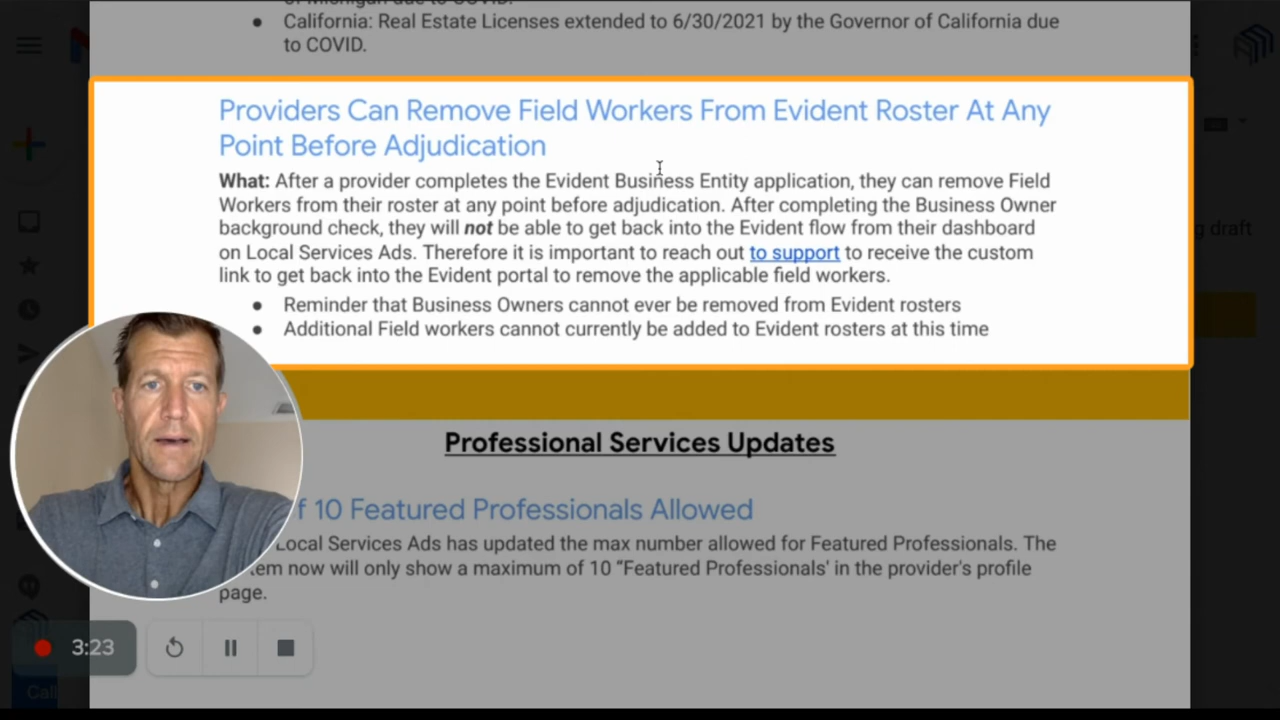 of Michigan due to COVID.
● California: Real Estate Licenses extended to 6/30/2021 by the Governor of California due
to COVID.
Providers Can Remove Field Workers From Evident Roster At Any
Point Before Adjudication
What: After a provider completes the Evident Business Entity application, they can remove Field
Workers from their roster at any point before adjudication. After completing the Business Owner
background check, they will not be able to get back into the Evident flow from their dashboard
on Local Services Ads. Therefore it is important to reach out to support to receive the custom
link to get back into the Evident portal to remove the applicable field workers.
● Reminder that Business Owners cannot ever be removed from Evident rosters
● Additional Field workers cannot currently be added to Evident rosters at this time
g draft
Professional Services Updates
f 10 Featured Professionals Allowed
Local Services Ads has updated the max number allowed for Featured Professionals. The
tem now will only show a maximum of 10 “Featured Professionals' in the provider's profile
page.
3:23
Call